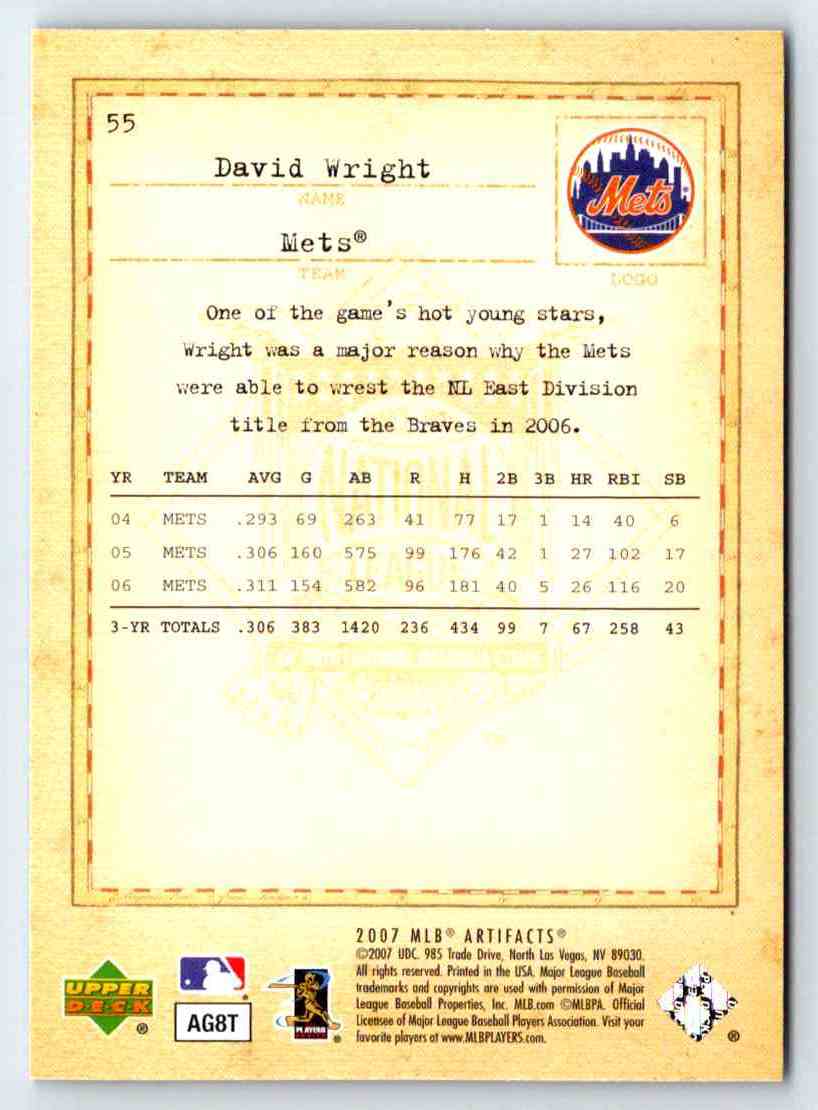 55
David Wright
NAME
Mets
Mets®
TEAM
LOGO
One of the game's hot young stars,
Wright was a major reason why the Mets
were able to wrest the NL East Division
title from the Braves in 2006.
NATIONAL
LEAGUE
YR TEAM AVG G AB R H 2B 3B HR RBI SB
04 METS .293 69 263 41 77 17 1 14 40 6
05 METS .306 160 575 99 176 42 1 27 102 17
06 METS .311 154 582 96 181 40 5 26 116 20
3-YR TOTALS .306 383 1420 236 434 99 7 67 258 43
2007 MLB® ARTIFACTS®
©2007 UDC. 985 Trade Drive, North Las Vegas, NV 89030.
All rights reserved. Printed in the USA. Major League Baseball
trademarks and copyrights are used with permission of Major
League Baseball Properties, Inc. MLB.com ©MLBPA. Official
Licensee of Major League Baseball Players Association. Visit your
favorite players at www.MLBPLAYERS.com.
UPPER
DECK
®
AG8T
PLAYERS
®
®